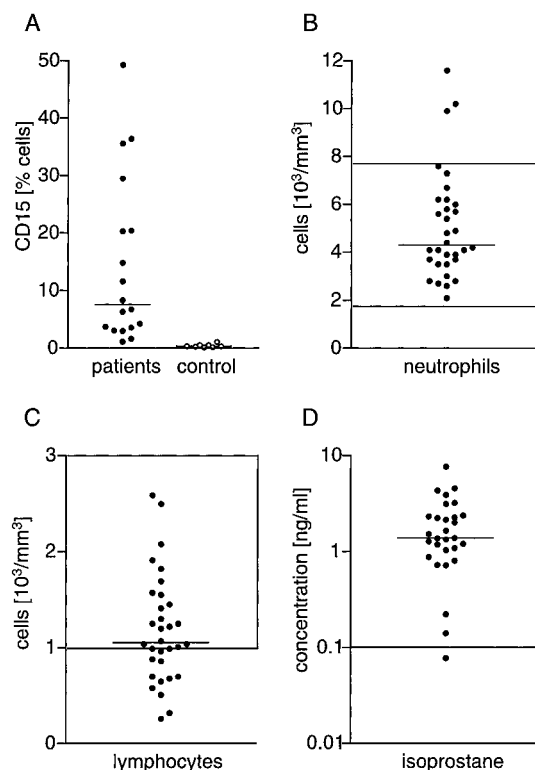 A
CD15 [% cells]
50
40
30
20
10
0
patients control
B
cells [10³/mm³]
12
10
8
6
4
2
0
neutrophils
C
cells [10³/mm³]
3
2
1
0
lymphocytes
D
concentration [ng/ml]
10
1
0.1
0.01
isoprostane